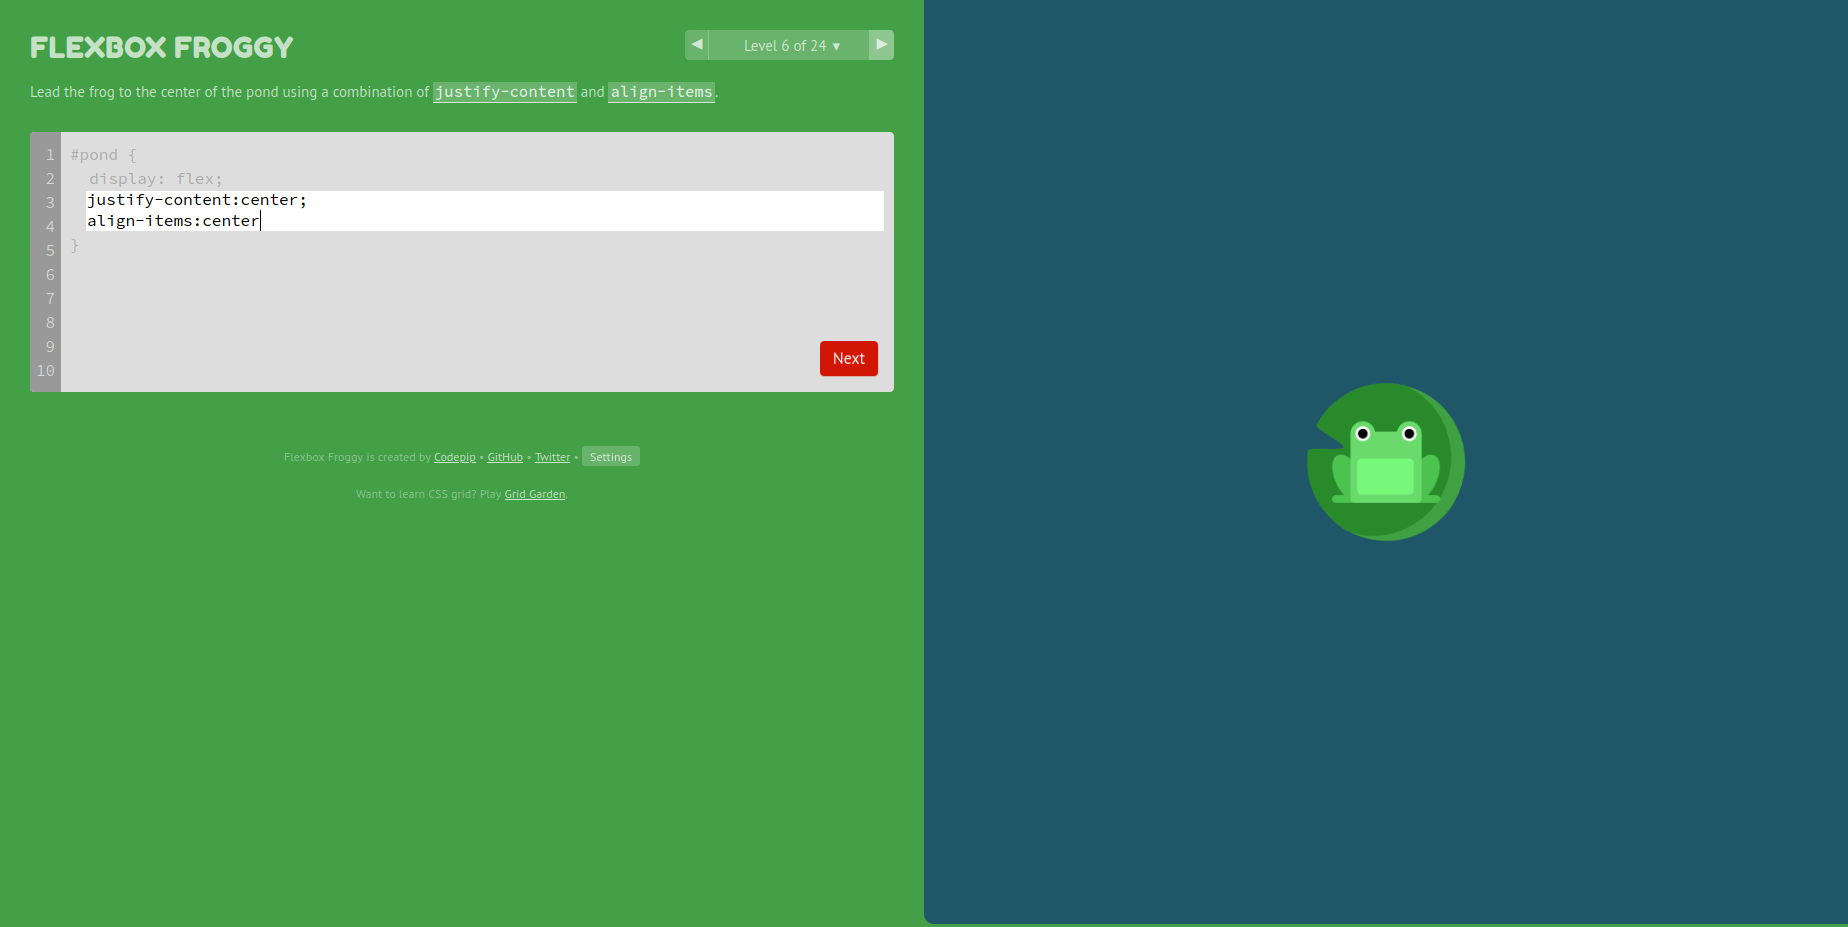 FLEXBOX FROGGY
◀ Level 6 of 24 ▾ ▶
Lead the frog to the center of the pond using a combination of justify-content and align-items.
1 #pond {
2 display: flex;
3 justify-content:center;
4 align-items:center
5 }
6
7
8
9
10
Next
Flexbox Froggy is created by Codepip • GitHub • Twitter • Settings
Want to learn CSS grid? Play Grid Garden.